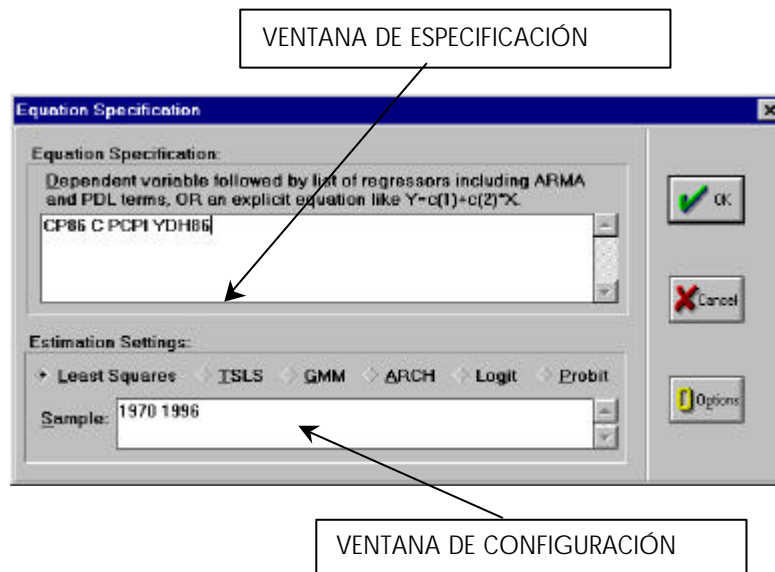 VENTANA DE ESPECIFICACIÓN
Equation Specification
Equation Specification:
Dependent variable followed by list of regressors including ARMA
and PDL terms, OR an explicit equation like Y=c(1)+c(2)*X.
CP86 C PCPI YDH86
OK
Cancel
Estimation Settings:
Least Squares TSLS GMM ARCH Logit Probit
Options
Sample: 1970 1996
VENTANA DE CONFIGURACIÓN